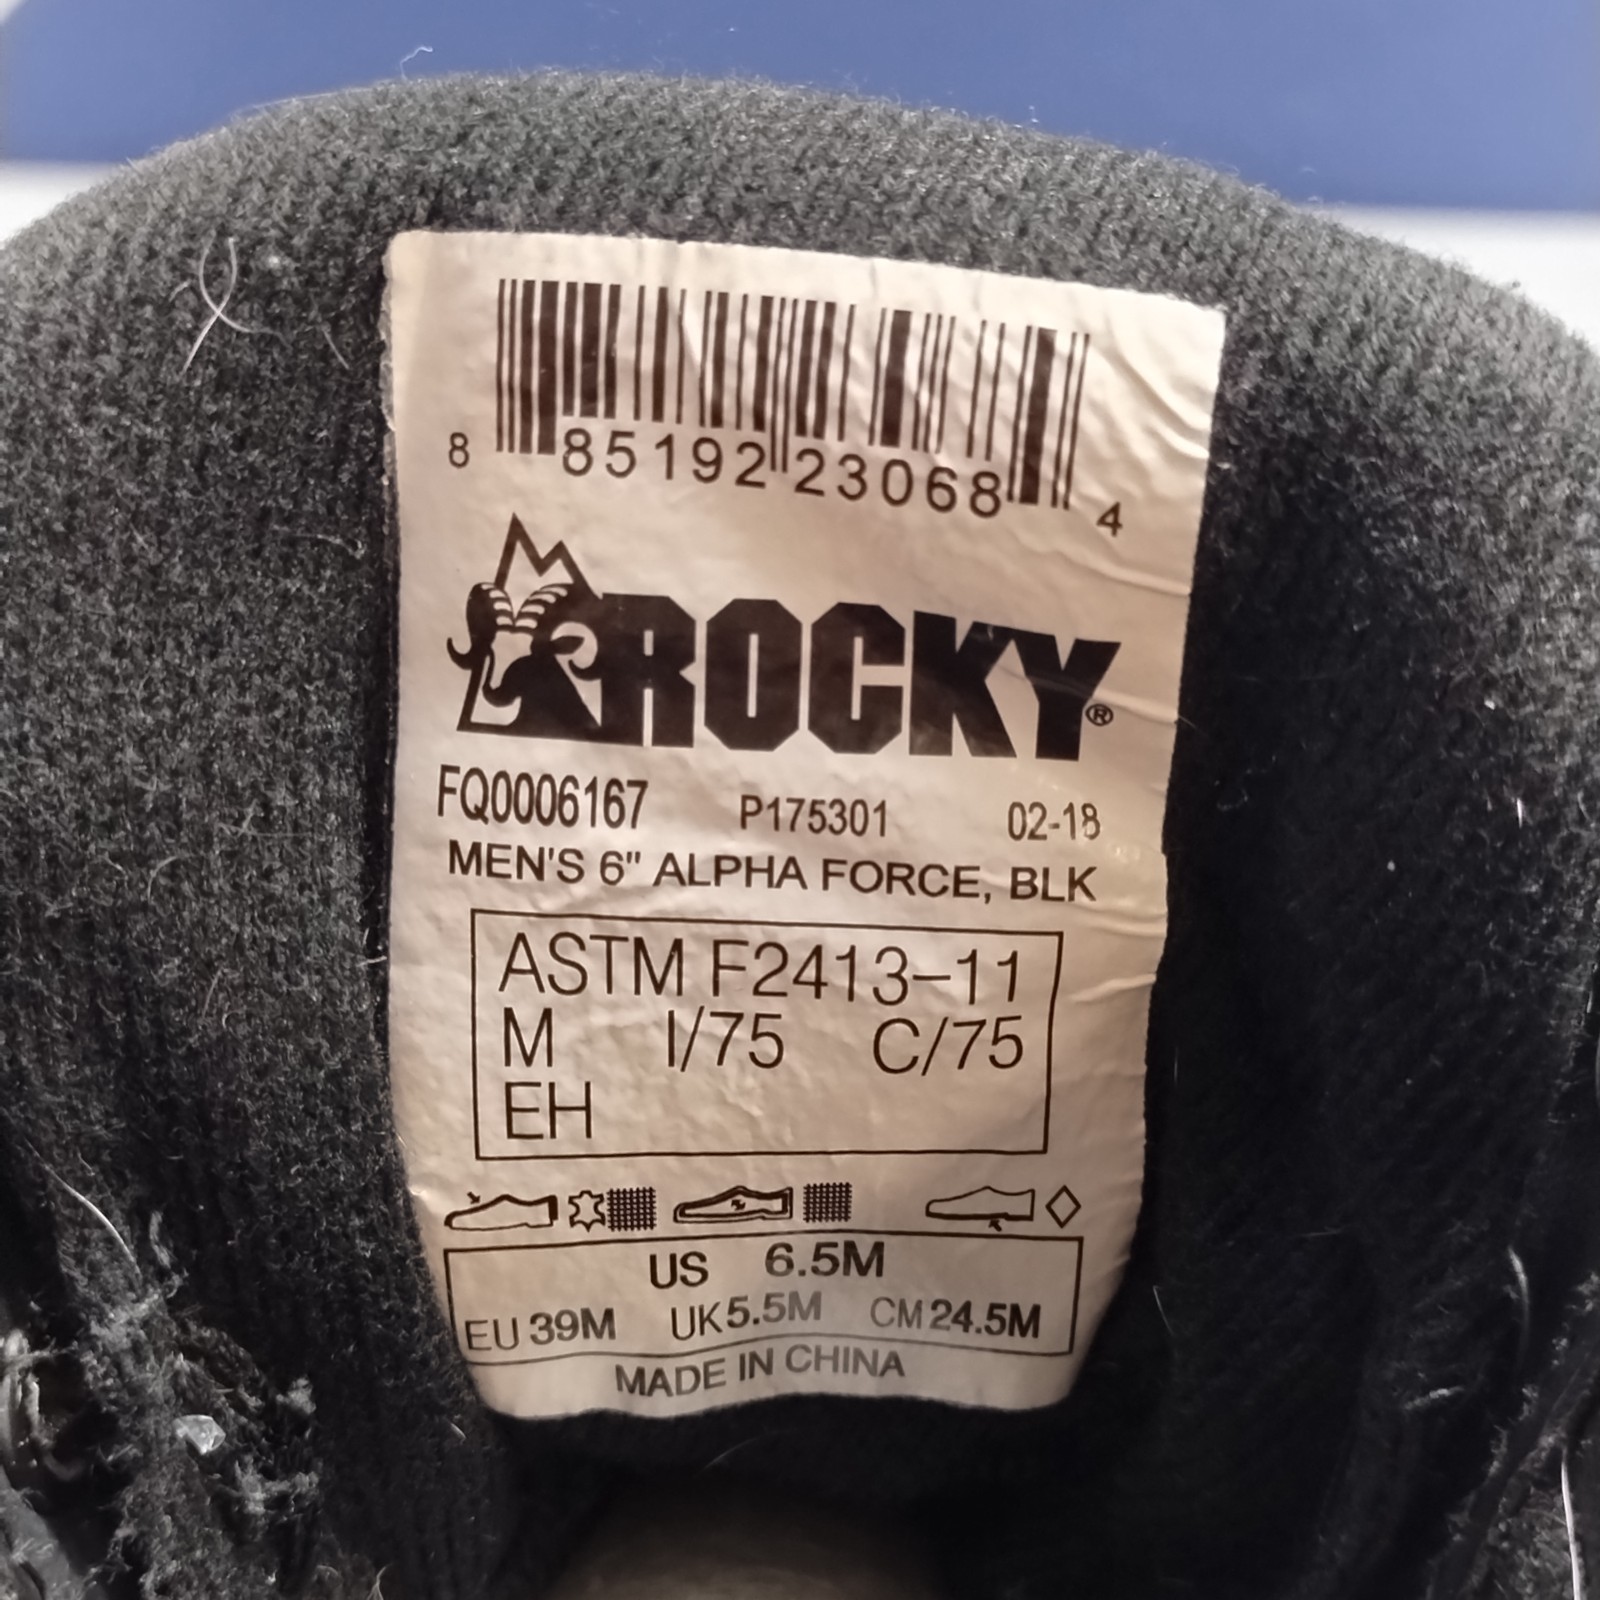 8 85192 23068 4
ROCKY®
FQ0006167 P175301 02-18
MEN'S 6" ALPHA FORCE, BLK
ASTM F2413-11
M I/75 C/75
EH
US 6.5M
EU 39M UK 5.5M CM 24.5M
MADE IN CHINA